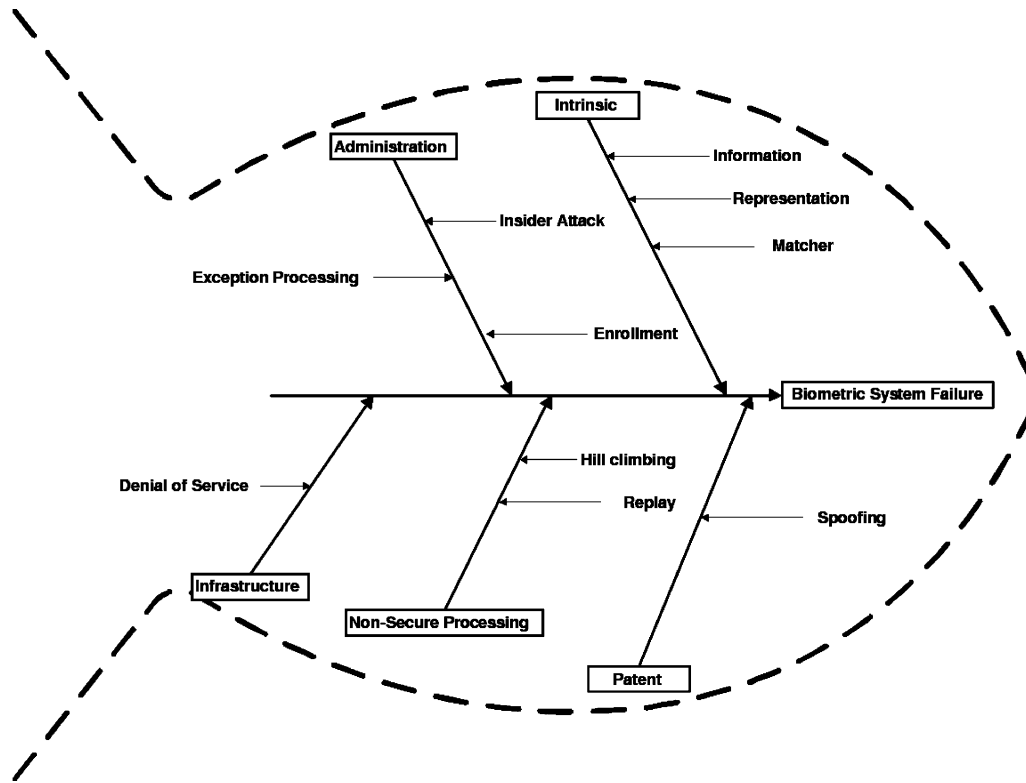 Intrinsic
Administration
Information
Representation
Insider Attack
Matcher
Exception Processing
Enrollment
Biometric System Failure
Hill climbing
Denial of Service
Replay
Spoofing
Infrastructure
Non-Secure Processing
Patent